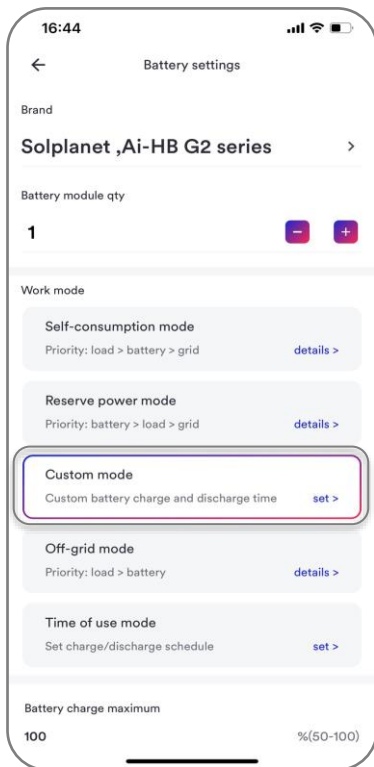 16:44
Battery settings
Brand
Solplanet ,Ai-HB G2 series >
Battery module qty
1 - +
Work mode
Self-consumption mode
Priority: load > battery > grid details >
Reserve power mode
Priority: battery > load > grid details >
Custom mode
Custom battery charge and discharge time set >
Off-grid mode
Priority: load > battery details >
Time of use mode
Set charge/discharge schedule set >
Battery charge maximum
100 %(50-100)